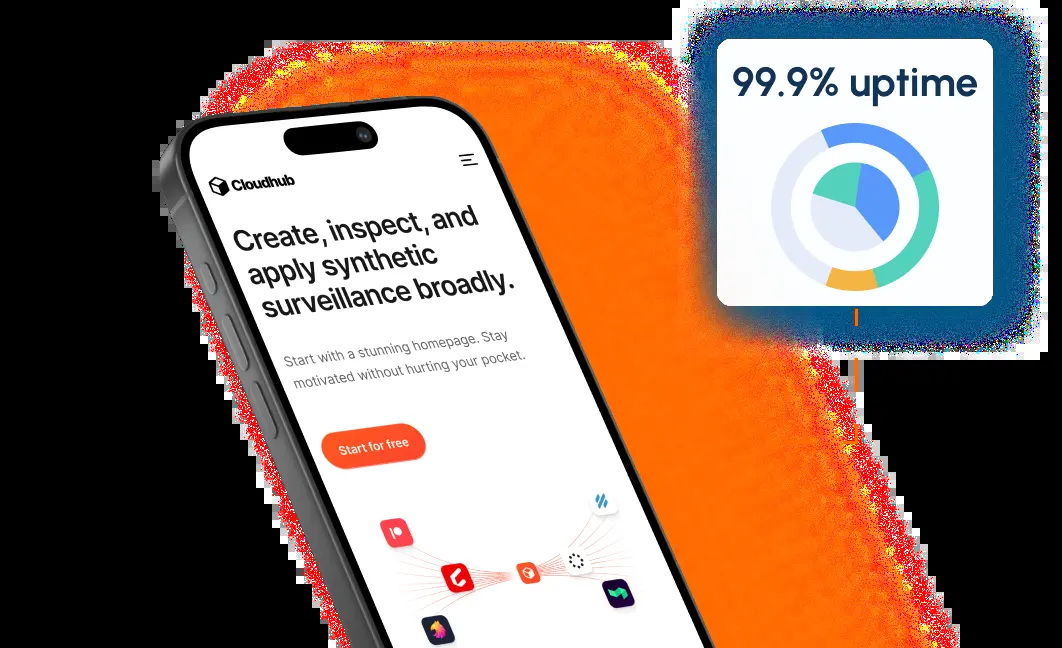 99.9% uptime
Cloudhub
Create, inspect, and
apply synthetic
surveillance broadly.
Start with a stunning homepage. Stay
motivated without hurting your pocket.
Start for free